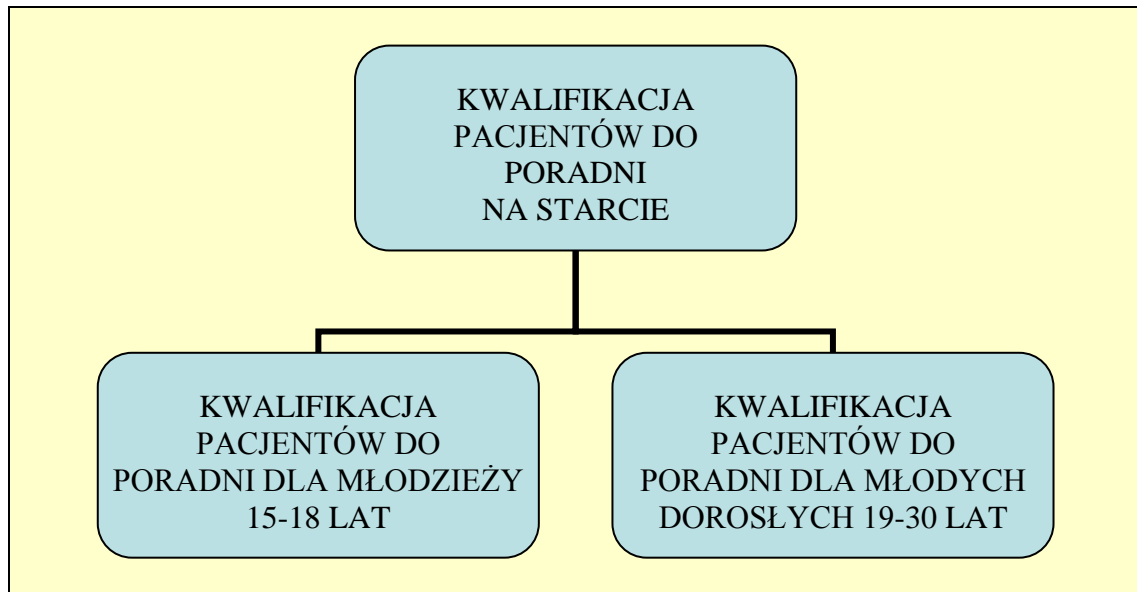 KWALIFIKACJA
PACJENTÓW DO
PORADNI
NA STARCIE
KWALIFIKACJA
PACJENTÓW DO
PORADNI DLA MŁODZIEŻY
15-18 LAT
KWALIFIKACJA
PACJENTÓW DO
PORADNI DLA MŁODYCH
DOROSŁYCH 19-30 LAT